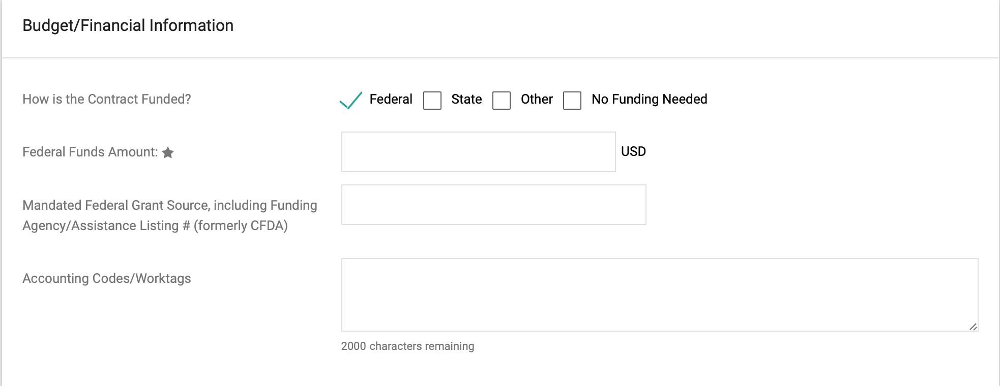 Budget/Financial Information
How is the Contract Funded? Federal State Other No Funding Needed
Federal Funds Amount: USD
Mandated Federal Grant Source, including Funding
Agency/Assistance Listing # (formerly CFDA)
Accounting Codes/Worktags
2000 characters remaining